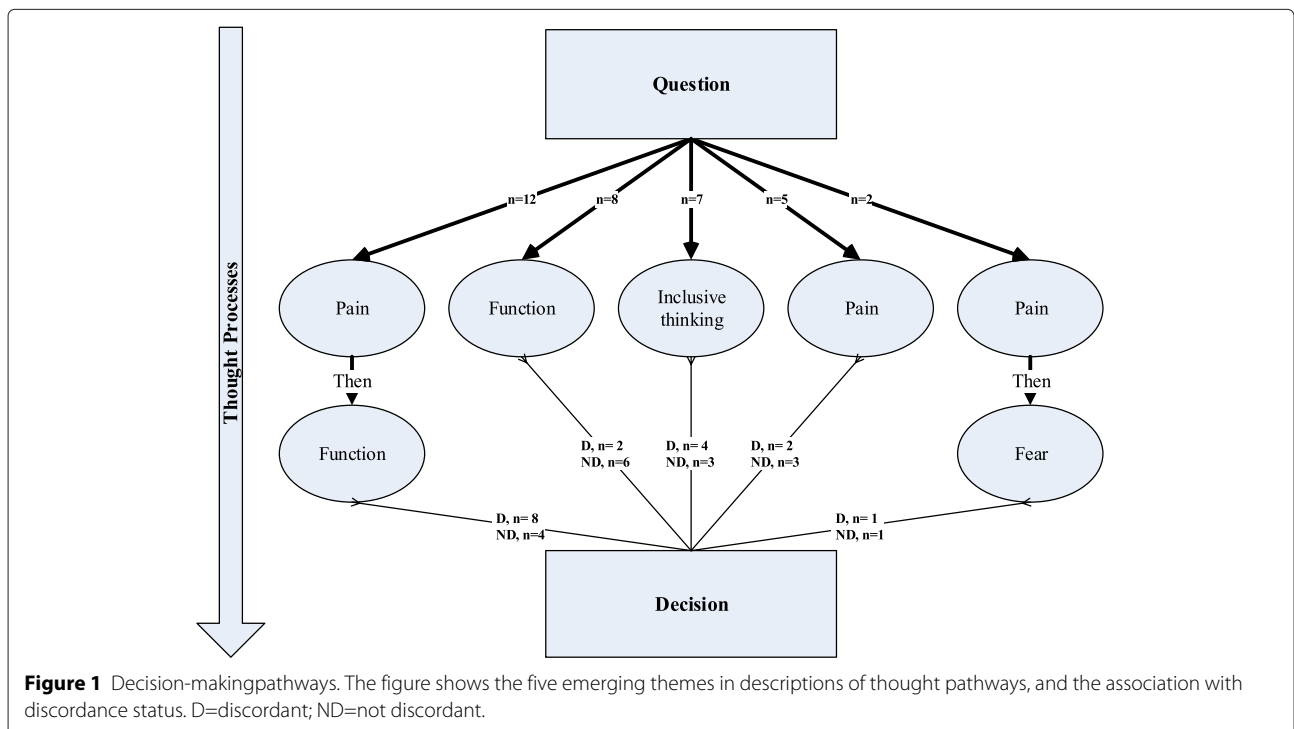 Question
n=12
n=8
n=7
n=5
n=2
Thought Processes
Pain
Function
Inclusive
thinking
Pain
Pain
Then
Then
Function
Fear
D, n= 2
ND, n=6
D, n= 4
ND, n=3
D, n= 2
ND, n=3
D, n= 8
ND, n=4
D, n= 1
ND, n=1
Decision
Figure 1 Decision-makingpathways. The figure shows the five emerging themes in descriptions of thought pathways, and the association with
discordance status. D=discordant; ND=not discordant.